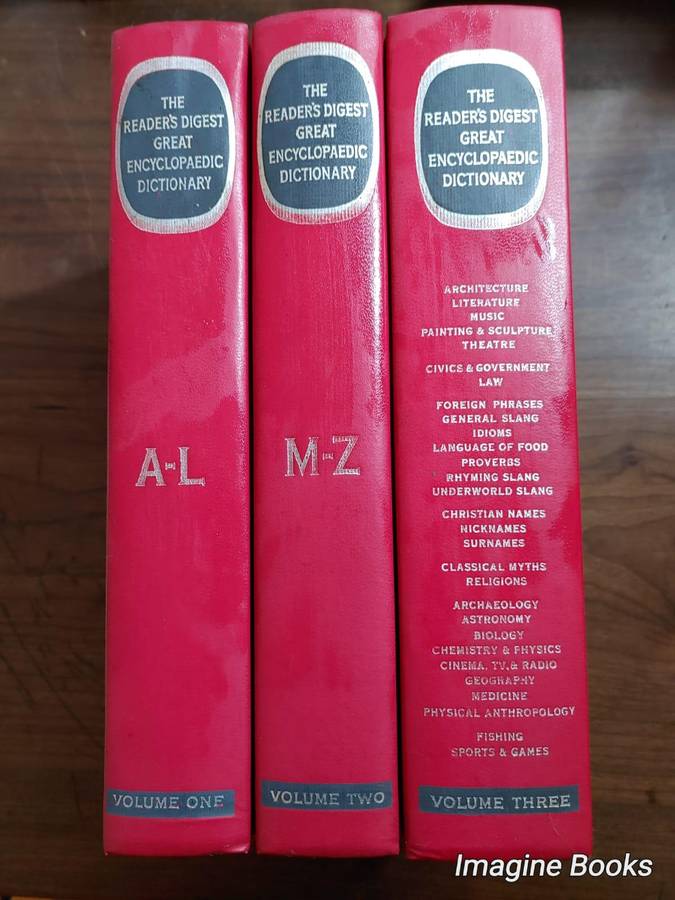 THE
READER'S DIGEST
GREAT
ENCYCLOPAEDIC
DICTIONARY
A-L
VOLUME ONE
THE
READER'S DIGEST
GREAT
ENCYCLOPAEDIC
DICTIONARY
M-Z
VOLUME TWO
THE
READER'S DIGEST
GREAT
ENCYCLOPAEDIC
DICTIONARY
ARCHITECTURE
LITERATURE
MUSIC
PAINTING & SCULPTURE
THEATRE
CIVICS & GOVERNMENT
LAW
FOREIGN PHRASES
GENERAL SLANG
IDIOMS
LANGUAGE OF FOOD
PROVERBS
RHYMING SLANG
UNDERWORLD SLANG
CHRISTIAN NAMES
NICKNAMES
SURNAMES
CLASSICAL MYTHS
RELIGIONS
ARCHAEOLOGY
ASTRONOMY
BIOLOGY
CHEMISTRY & PHYSICS
CINEMA, TV, & RADIO
GEOGRAPHY
MEDICINE
PHYSICAL ANTHROPOLOGY
FISHING
SPORTS & GAMES
VOLUME THREE
Imagine Books